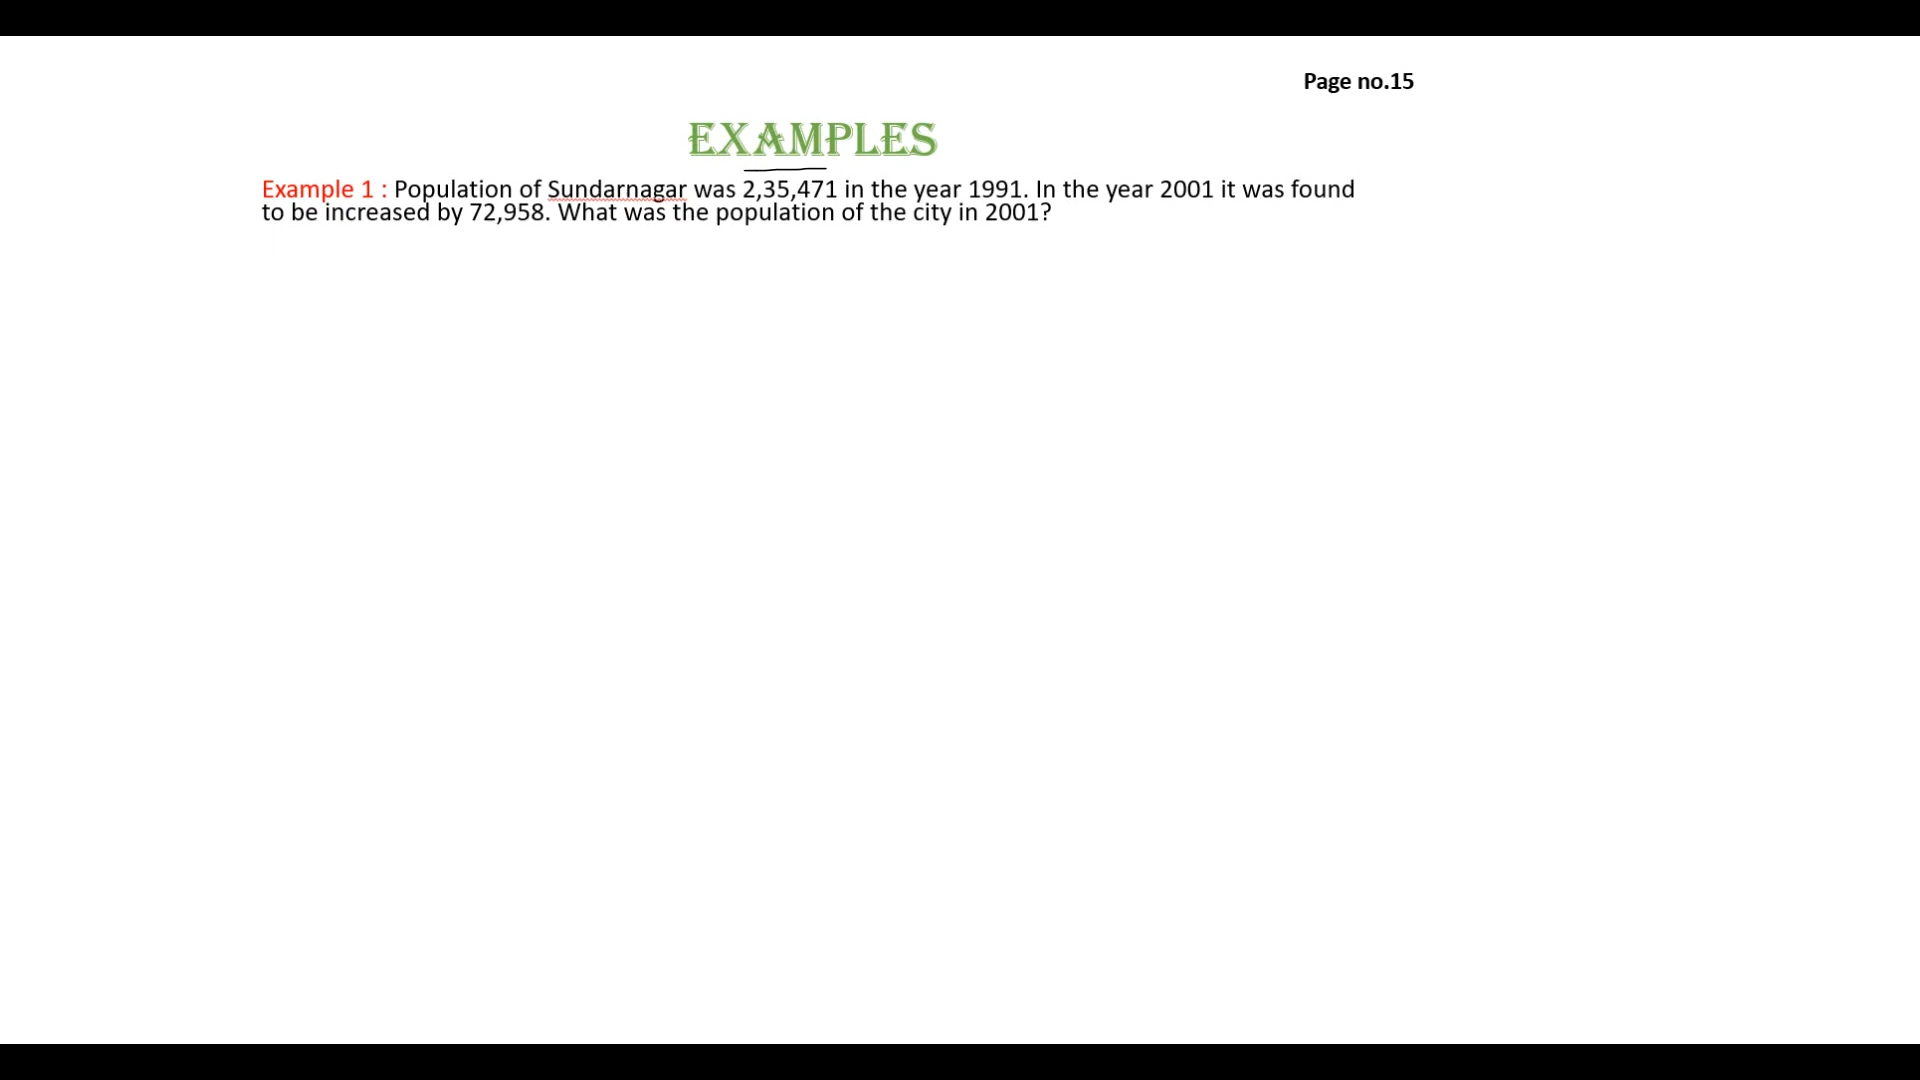 Page no.15
EXAMPLES
Example 1 : Population of Sundarnagar was 2,35,471 in the year 1991. In the year 2001 it was found
to be increased by 72,958. What was the population of the city in 2001?